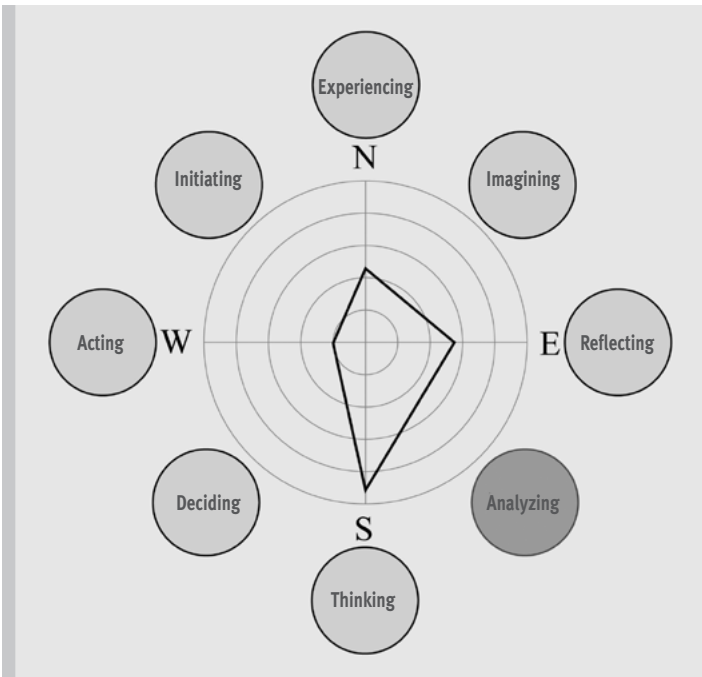 Experiencing
N
Initiating
Imagining
Acting
W
E
Reflecting
Deciding
Analyzing
S
Thinking